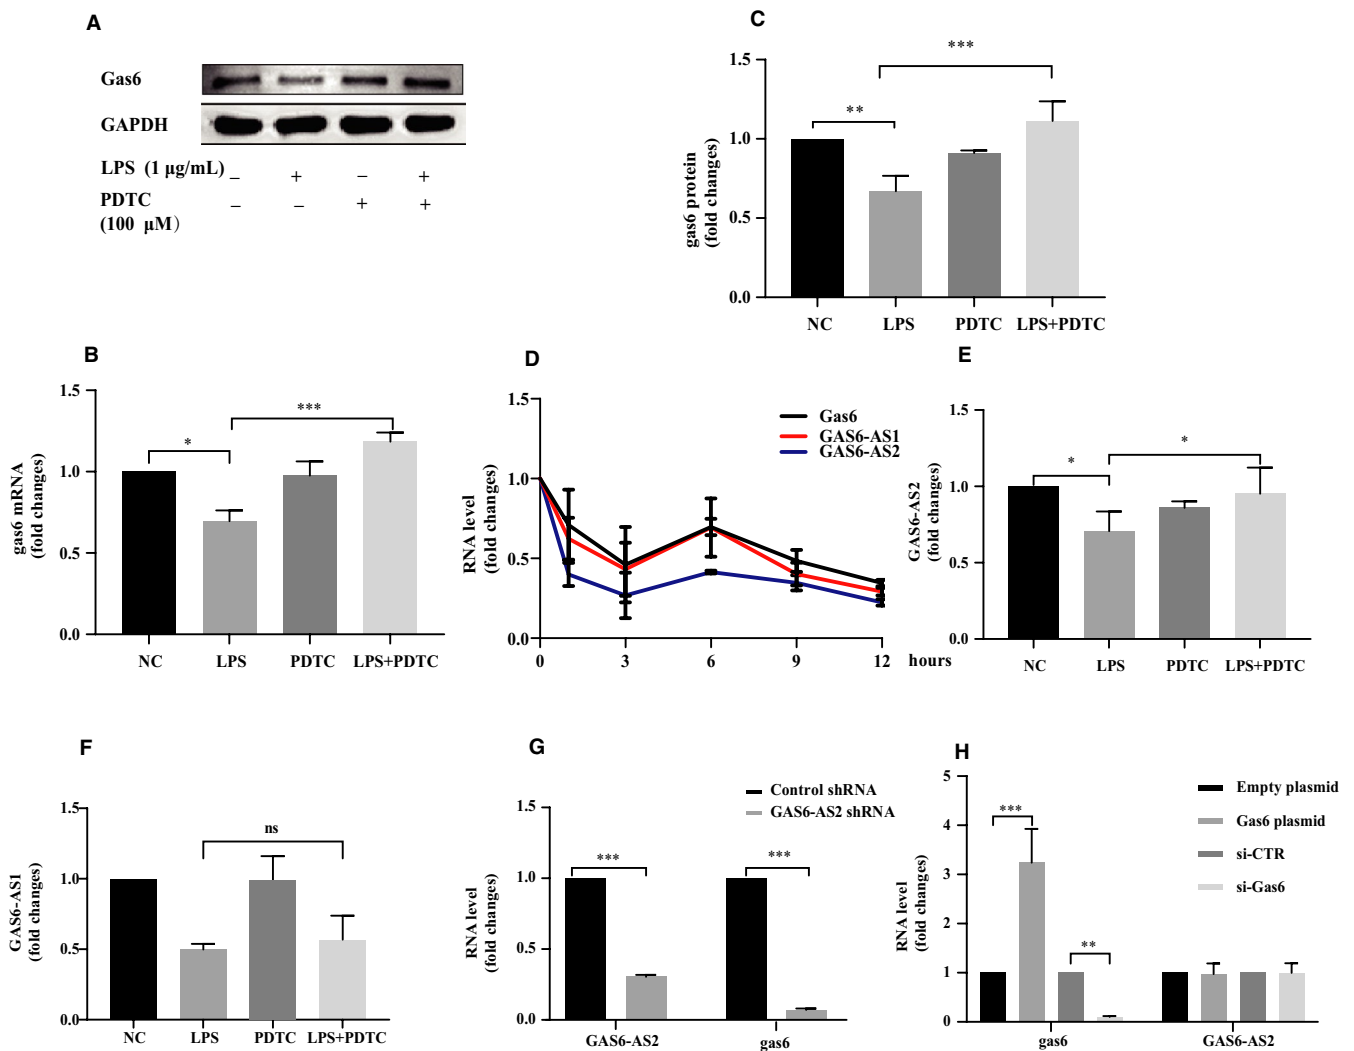 A
Gas6
GAPDH
LPS (1 µg/mL) – + – +
PDTC – – + +
(100 µM)
C
gas6 protein
(fold changes)
1.5
1.0
0.5
0.0
**
***
NC LPS PDTC LPS+PDTC
B
gas6 mRNA
(fold changes)
1.5
1.0
0.5
0.0
*
***
NC LPS PDTC LPS+PDTC
D
RNA level
(fold changes)
1.5
1.0
0.5
0.0
Gas6
GAS6-AS1
GAS6-AS2
0 3 6 9 12 hours
E
GAS6-AS2
(fold changes)
1.5
1.0
0.5
0.0
*
*
NC LPS PDTC LPS+PDTC
F
GAS6-AS1
(fold changes)
1.5
1.0
0.5
0.0
ns
NC LPS PDTC LPS+PDTC
G
RNA level
(fold changes)
1.5
1.0
0.5
0.0
Control shRNA
GAS6-AS2 shRNA
***
***
GAS6-AS2 gas6
H
RNA level
(fold changes)
5
4
3
2
1
0
Empty plasmid
Gas6 plasmid
si-CTR
si-Gas6
***
**
gas6 GAS6-AS2